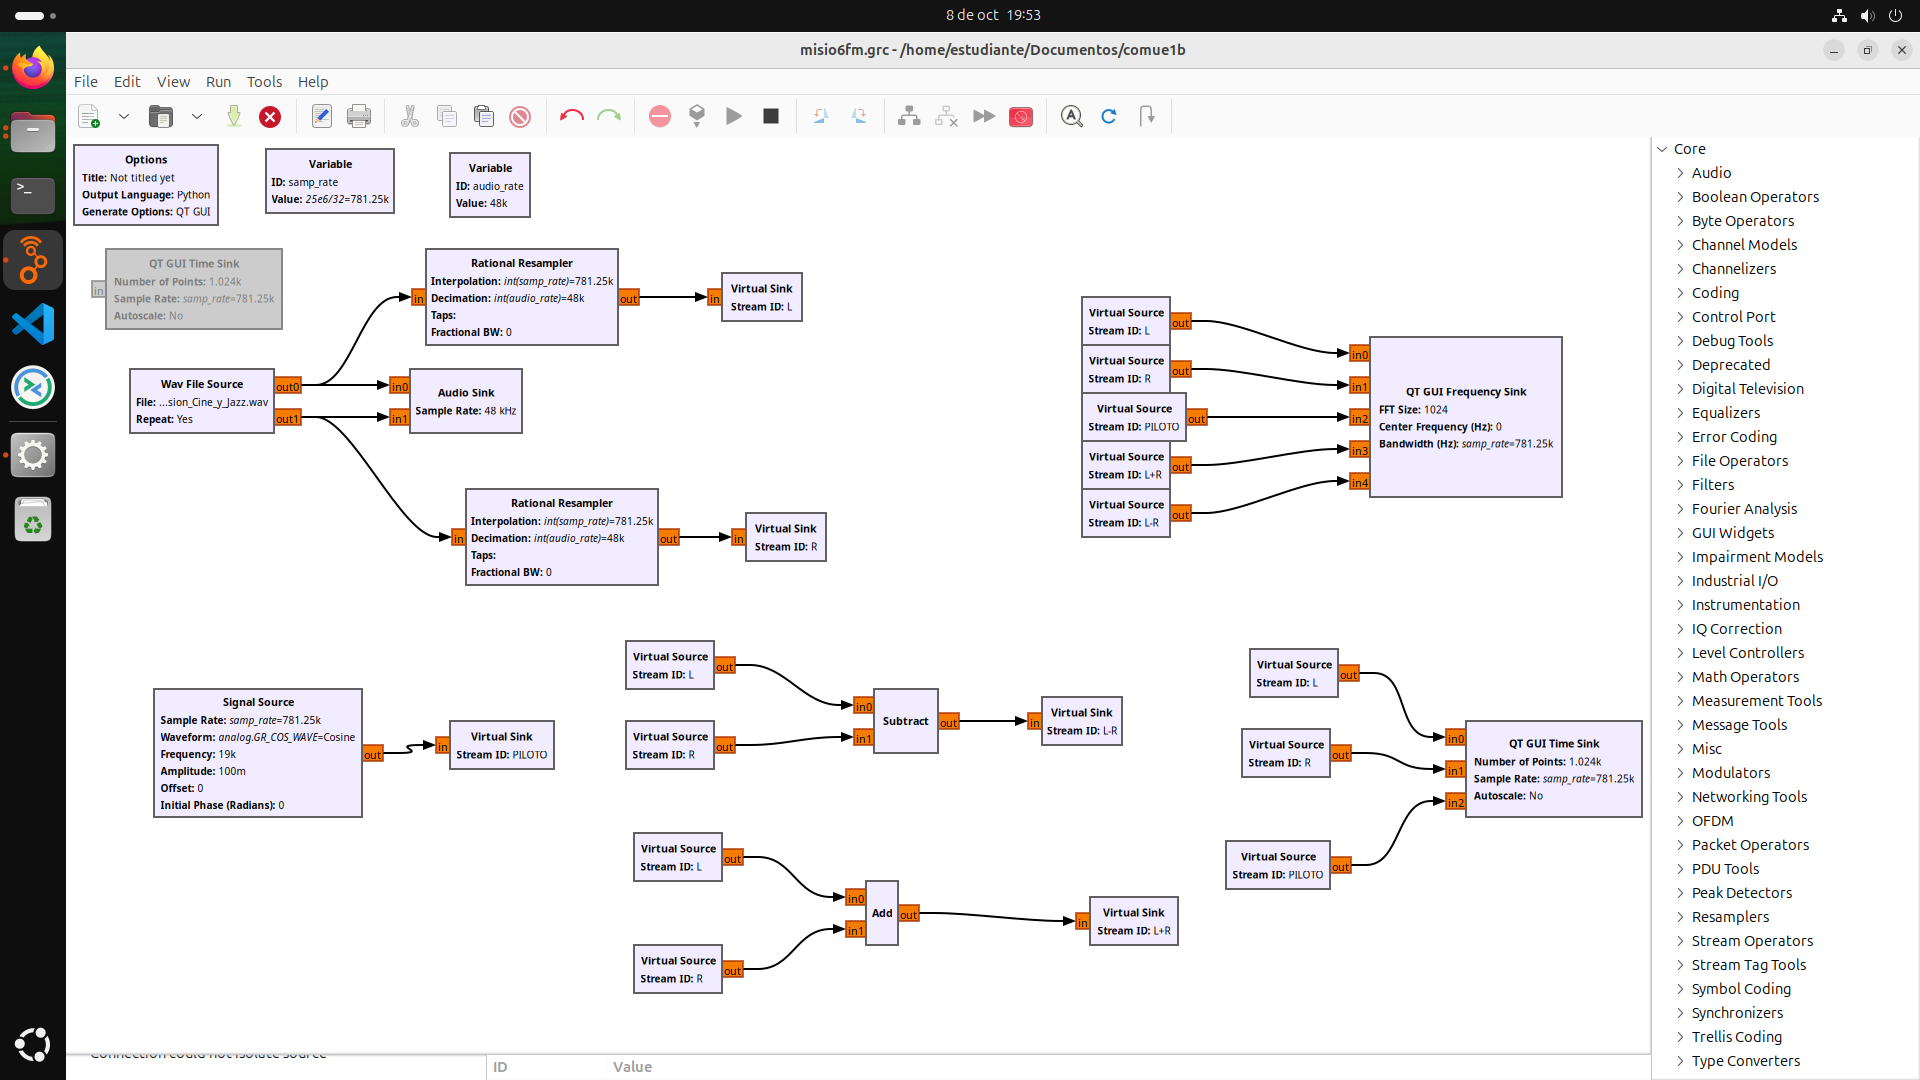 8 de oct 19:53
misio6fm.grc - /home/estudiante/Documentos/comue1b
File Edit View Run Tools Help
Options
Title: Not titled yet
Output Language: Python
Generate Options: QT GUI
Variable
ID: samp_rate
Value: 25e6/32=781.25k
Variable
ID: audio_rate
Value: 48k
QT GUI Time Sink
Number of Points: 1.024k
Sample Rate: samp_rate=781.25k
Autoscale: No
in
Rational Resampler
Interpolation: int(samp_rate)=781.25k
Decimation: int(audio_rate)=48k
Taps:
Fractional BW: 0
in
out
in
Virtual Sink
Stream ID: L
Wav File Source
File: ...sion_Cine_y_Jazz.wav
Repeat: Yes
out0
out1
in0
in1
Audio Sink
Sample Rate: 48 kHz
Rational Resampler
Interpolation: int(samp_rate)=781.25k
Decimation: int(audio_rate)=48k
Taps:
Fractional BW: 0
in
out
in
Virtual Sink
Stream ID: R
Virtual Source
Stream ID: L
out
Virtual Source
Stream ID: R
out
Virtual Source
Stream ID: PILOTO
out
Virtual Source
Stream ID: L+R
out
Virtual Source
Stream ID: L-R
out
in0
in1
in2
in3
in4
QT GUI Frequency Sink
FFT Size: 1024
Center Frequency (Hz): 0
Bandwidth (Hz): samp_rate=781.25k
Signal Source
Sample Rate: samp_rate=781.25k
Waveform: analog.GR_COS_WAVE=Cosine
Frequency: 19k
Amplitude: 100m
Offset: 0
Initial Phase (Radians): 0
out
in
Virtual Sink
Stream ID: PILOTO
Virtual Source
Stream ID: L
out
Virtual Source
Stream ID: R
out
in0
in1
Subtract
out
in
Virtual Sink
Stream ID: L-R
Virtual Source
Stream ID: L
out
Virtual Source
Stream ID: R
out
in0
in1
Add
out
in
Virtual Sink
Stream ID: L+R
Virtual Source
Stream ID: L
out
Virtual Source
Stream ID: R
out
Virtual Source
Stream ID: PILOTO
out
in0
in1
in2
QT GUI Time Sink
Number of Points: 1.024k
Sample Rate: samp_rate=781.25k
Autoscale: No
Connection could not isolate source
ID Value
Core
Audio
Boolean Operators
Byte Operators
Channel Models
Channelizers
Coding
Control Port
Debug Tools
Deprecated
Digital Television
Equalizers
Error Coding
File Operators
Filters
Fourier Analysis
GUI Widgets
Impairment Models
Industrial I/O
Instrumentation
IQ Correction
Level Controllers
Math Operators
Measurement Tools
Message Tools
Misc
Modulators
Networking Tools
OFDM
Packet Operators
PDU Tools
Peak Detectors
Resamplers
Stream Operators
Stream Tag Tools
Symbol Coding
Synchronizers
Trellis Coding
Type Converters